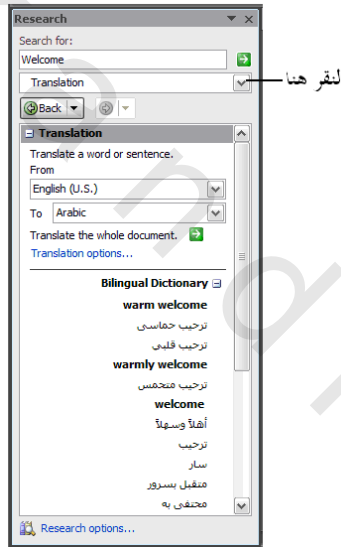 Research
Search for:
Welcome
Translation
لنقر هنا
Back
Translation
Translate a word or sentence.
From
English (U.S.)
To Arabic
Translate the whole document.
Translation options...
Bilingual Dictionary
warm welcome
ترحيب حماسى
ترحيب قلبي
warmly welcome
ترحيب متحمس
welcome
أهلاً وسهلاً
ترحيب
سار
متقبل بسرور
محتفى به
Research options...